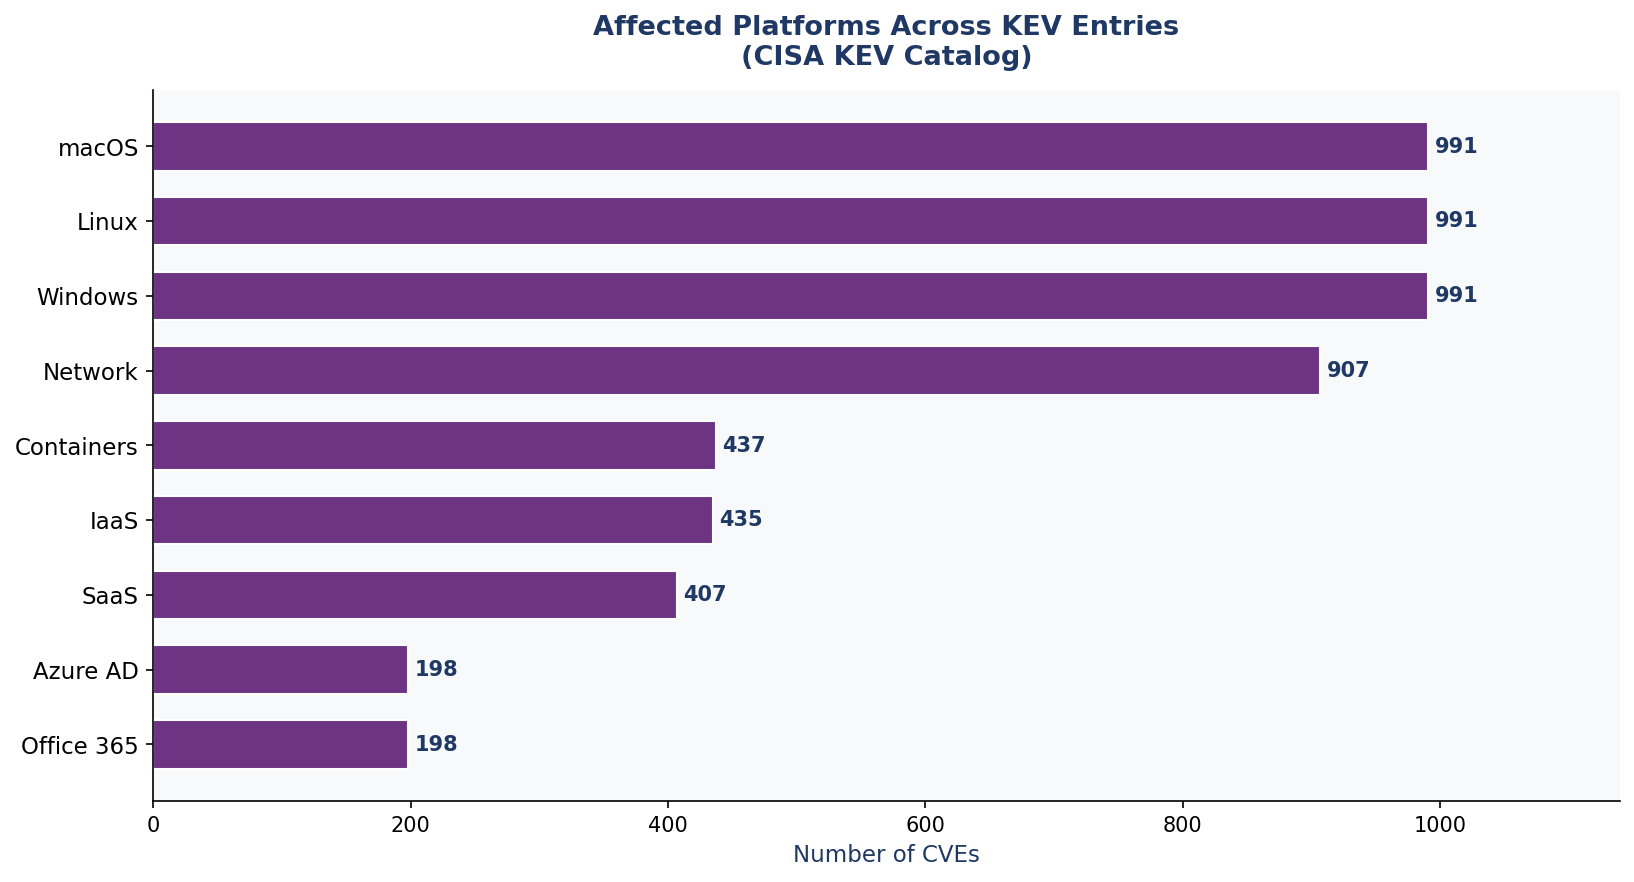 Affected Platforms Across KEV Entries
(CISA KEV Catalog)
macOS 991
Linux 991
Windows 991
Network 907
Containers 437
IaaS 435
SaaS 407
Azure AD 198
Office 365 198
0 200 400 600 800 1000
Number of CVEs